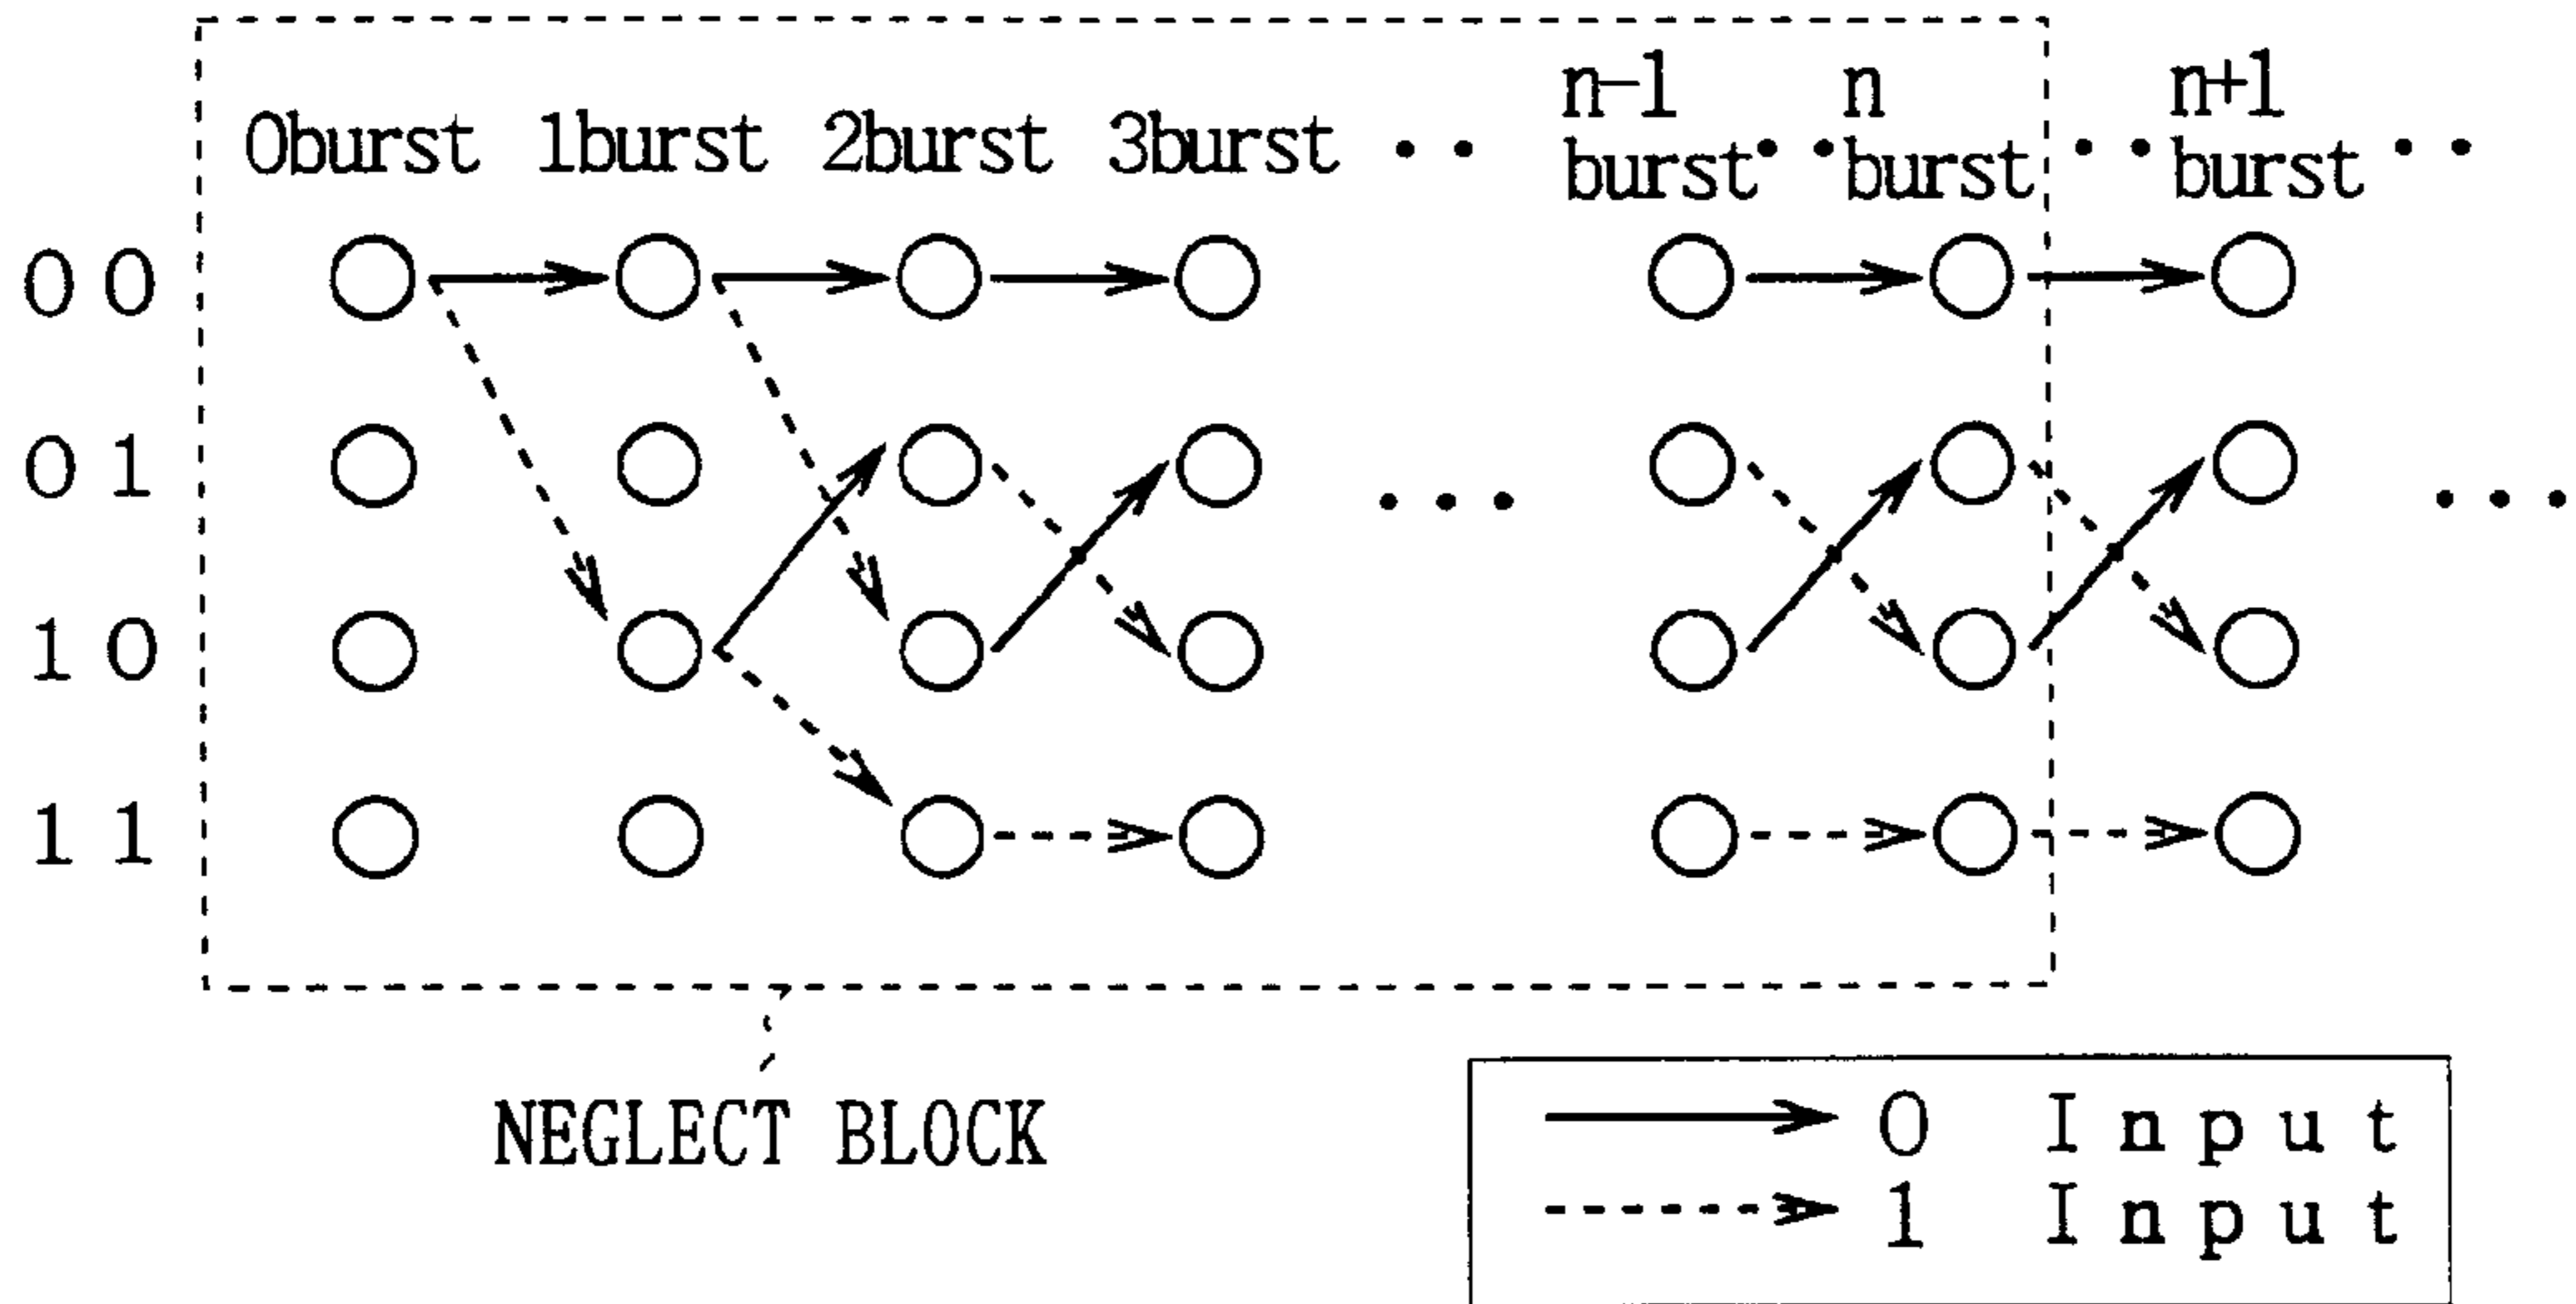 0burst 1burst 2burst 3burst ・・ n-1 burst ・・ n burst ・・ n+1 burst ・・
0 0
0 1
・・・ ・・・
1 0
1 1
NEGLECT BLOCK
0 Input
1 Input